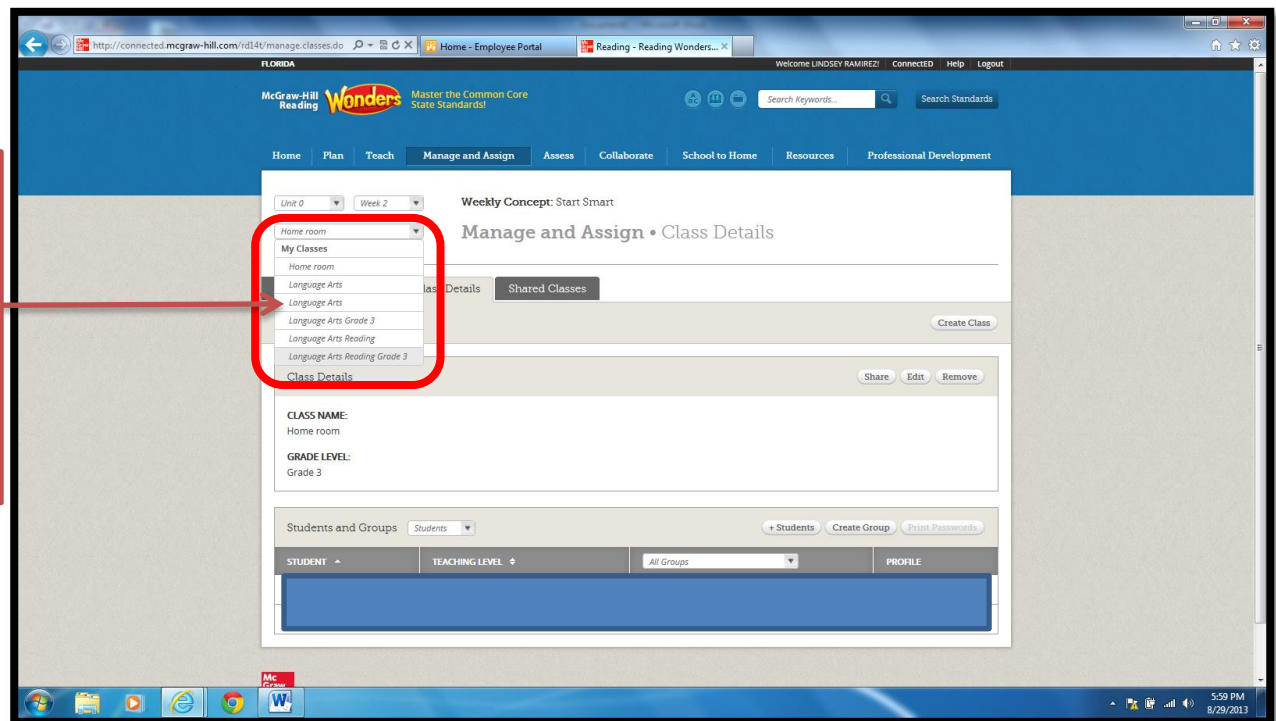 http://connected.mcgraw-hill.com/rd14t/manage.classes.do
Home - Employee Portal
Reading - Reading Wonders...
FLORIDA
Welcome LINDSEY RAMIREZ! ConnectED Help Logout
McGraw-Hill Reading Wonders
Master the Common Core State Standards!
Search Keywords...
Search Standards
Home Plan Teach Manage and Assign Assess Collaborate School to Home Resources Professional Development
Unit 0 Week 2 Weekly Concept: Start Smart
Home room
Manage and Assign • Class Details
My Classes
Home room
Language Arts
Language Arts
Language Arts Grade 3
Language Arts Reading
Language Arts Reading Grade 3
Details Shared Classes
Create Class
Class Details Share Edit Remove
CLASS NAME:
Home room
GRADE LEVEL:
Grade 3
Students and Groups Students + Students Create Group Print Passwords
STUDENT TEACHING LEVEL All Groups PROFILE
Mc
5:59 PM
8/29/2013